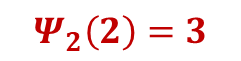 Ψ₂(2) = 3